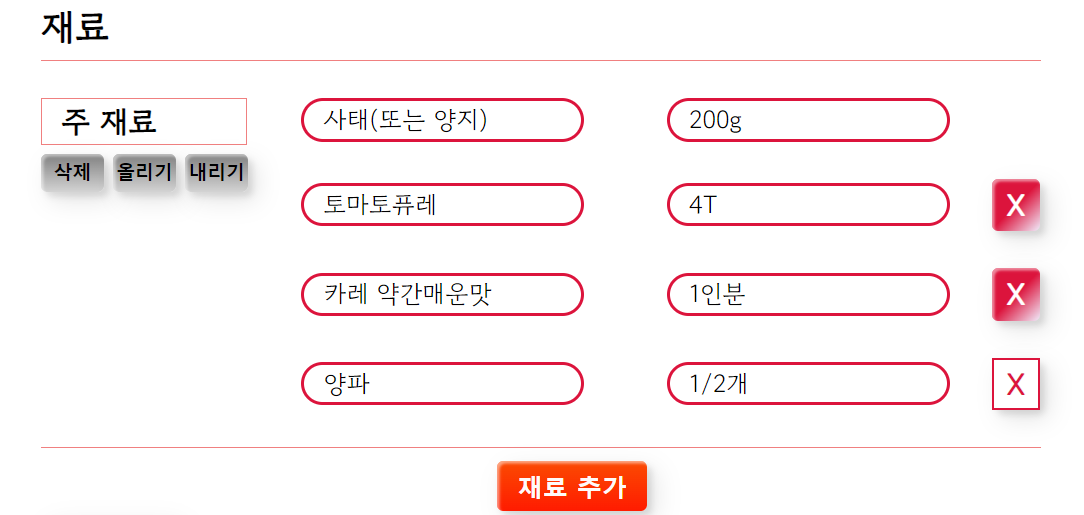 재료
주 재료
사태(또는 양지) 200g
삭제 올리기 내리기
토마토퓨레 4T X
카레 약간매운맛 1인분 X
양파 1/2개 X
재료 추가